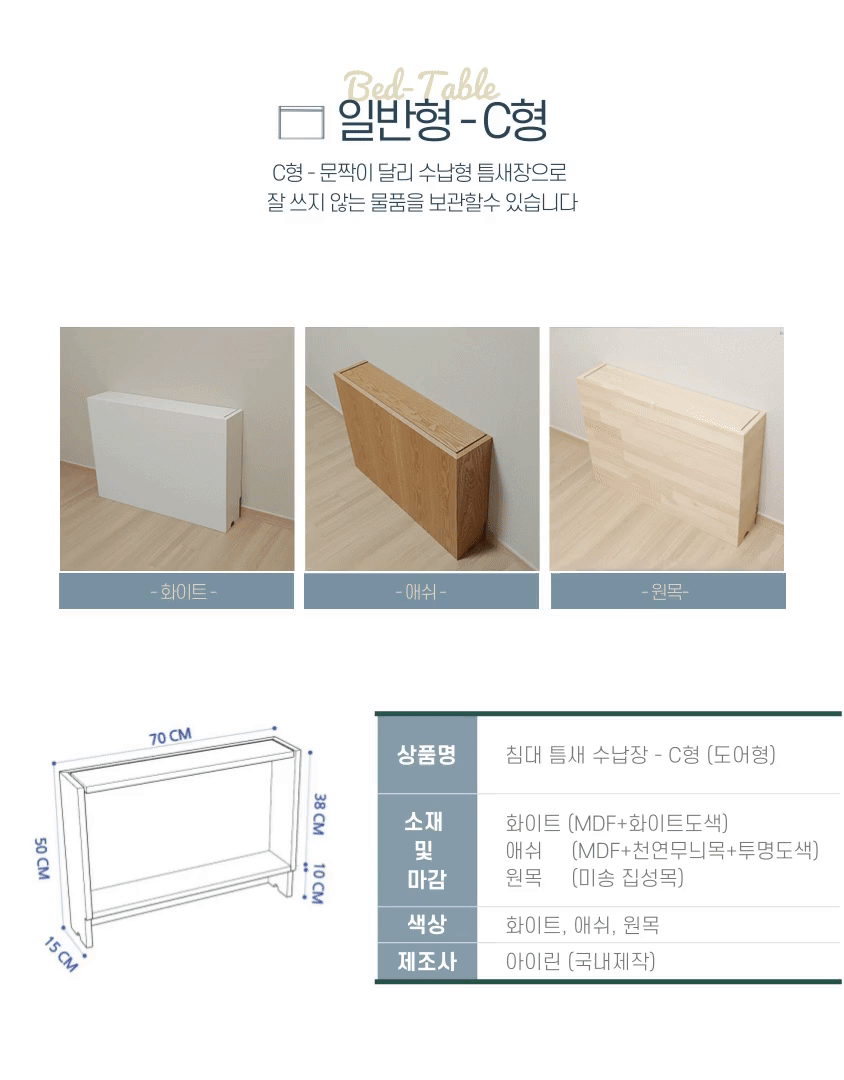 Bed-Table
일반형 - C형
C형 - 문짝이 달리 수납형 틈새장으로
잘 쓰지 않는 물품을 보관할수 있습니다
- 화이트 -
- 애쉬 -
- 원목-
70 CM
38 CM
50 CM
10 CM
15 CM
상품명
침대 틈새 수납장 - C형 (도어형)
소재
및
마감
화이트 (MDF+화이트도색)
애쉬 (MDF+천연무늬목+투명도색)
원목 (미송 집성목)
색상
화이트, 애쉬, 원목
제조사
아이린 (국내제작)